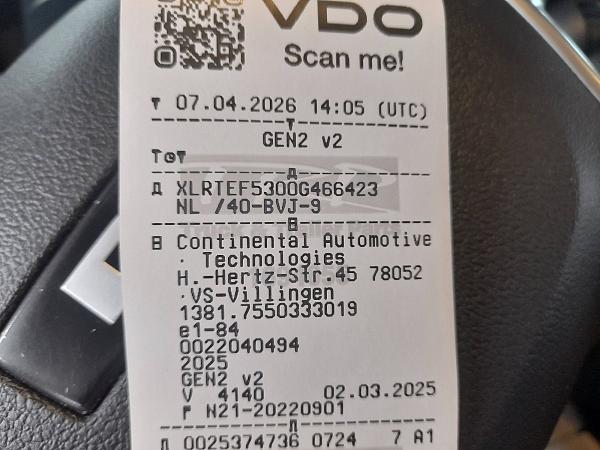 VDO
Scan me!
▼ 07.04.2026 14:05 (UTC)
GEN2 v2
XLRTEF5300G466423
NL /40-BVJ-9
Continental Automotive
· Technologies
H.-Hertz-Str.45 78052
·VS-Villingen
1381.7550333019
e1-84
0022040494
2025
GEN2 v2
V 4140 02.03.2025
N21-20220901
0025374736 0724 7 A1